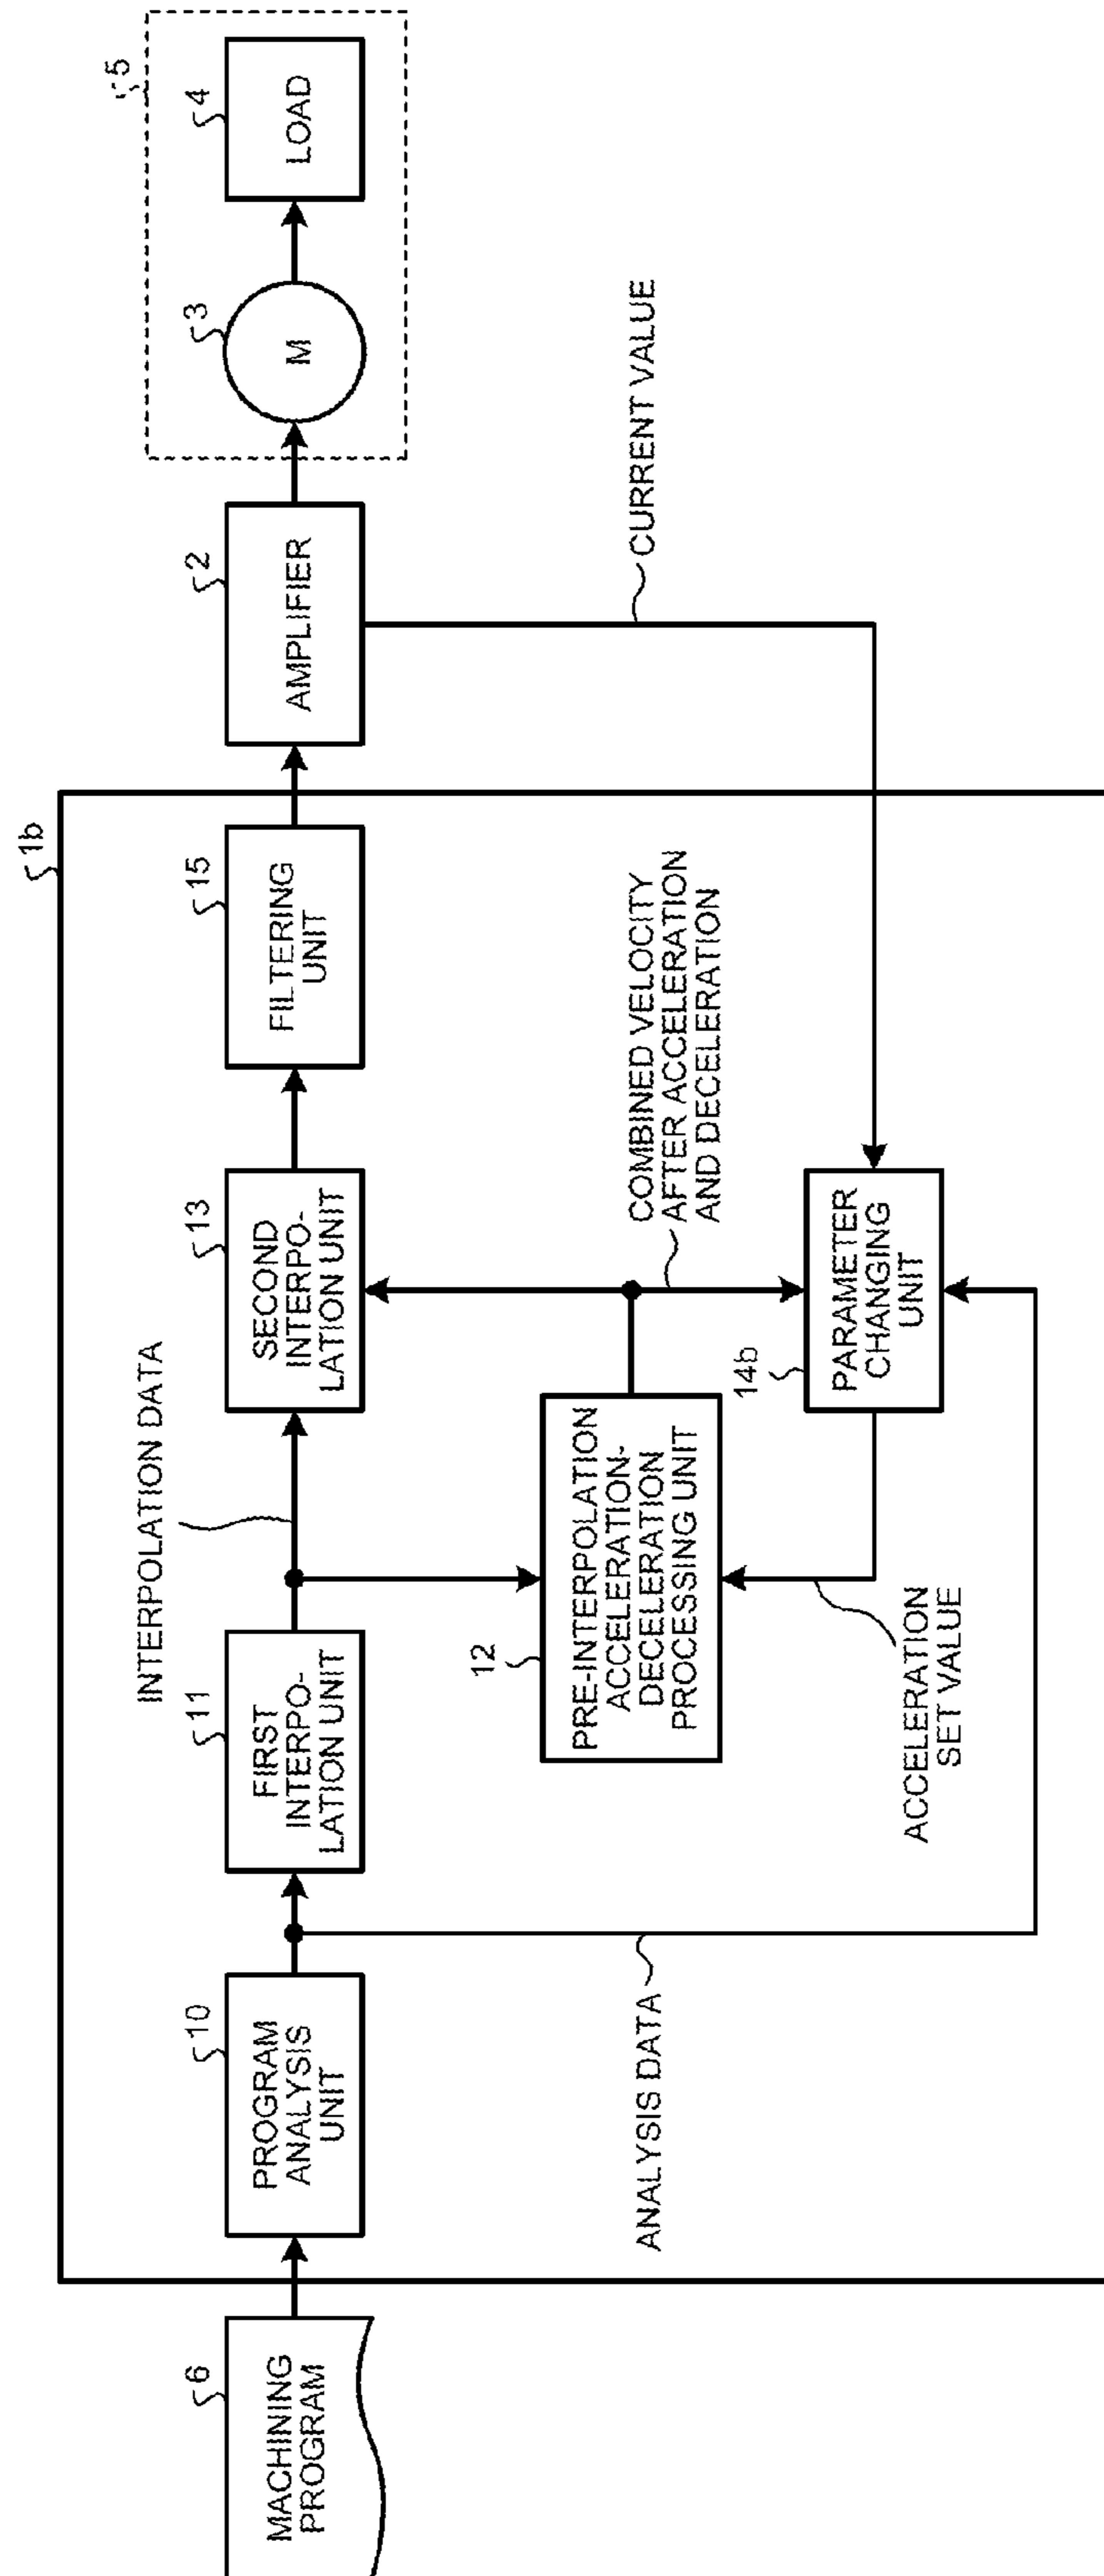 6
MACHINING
PROGRAM
1b
10
PROGRAM
ANALYSIS
UNIT
11
FIRST
INTERPO-
LATION UNIT
INTERPOLATION DATA
13
SECOND
INTERPO-
LATION UNIT
15
FILTERING
UNIT
2
AMPLIFIER
5
3
M
4
LOAD
12
PRE-INTERPOLATION
ACCELERATION-
DECELERATION
PROCESSING UNIT
COMBINED VELOCITY
AFTER ACCELERATION
AND DECELERATION
CURRENT VALUE
ANALYSIS DATA
14b
PARAMETER
CHANGING
UNIT
ACCELERATION
SET VALUE